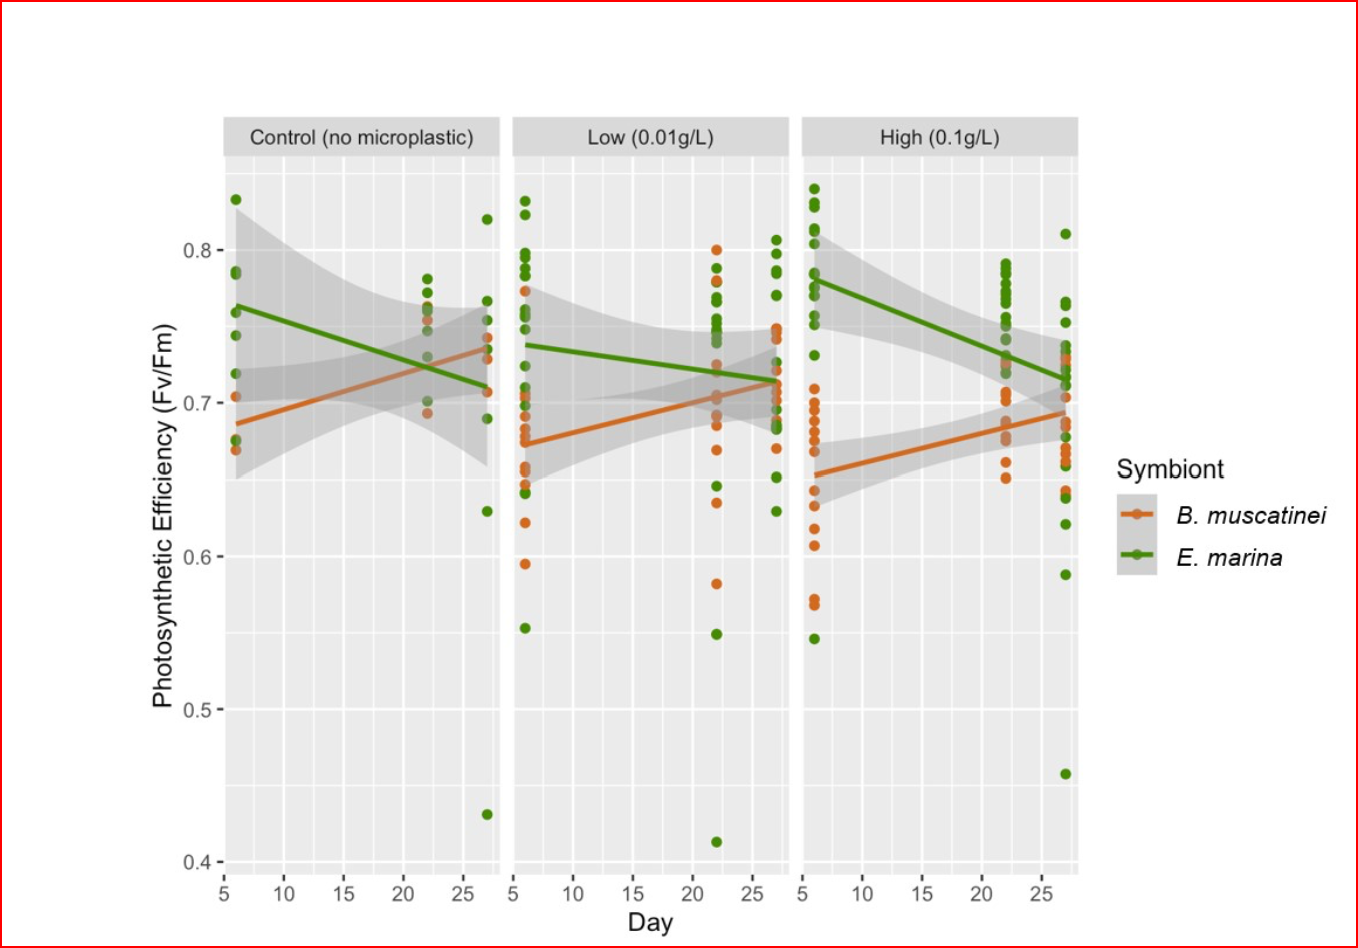 Control (no microplastic)
Low (0.01g/L)
High (0.1g/L)
Photosynthetic Efficiency (Fv/Fm)
0.8
0.7
0.6
0.5
0.4
5 10 15 20 25
5 10 15 20 25
5 10 15 20 25
Day
Symbiont
B. muscatinei
E. marina